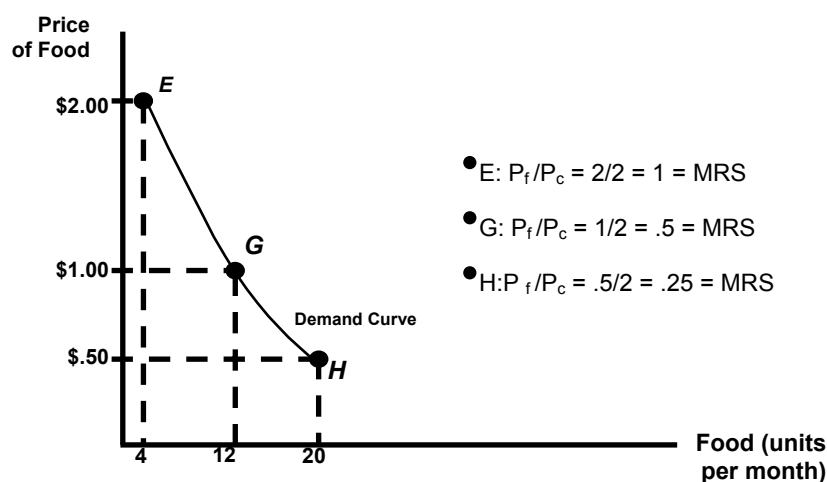 Price
of Food
E
$2.00
G
$1.00
Demand Curve
$.50
H
4
12
20
Food (units
per month)
• E: Pf/Pc = 2/2 = 1 = MRS
• G: Pf/Pc = 1/2 = .5 = MRS
• H:P f/Pc = .5/2 = .25 = MRS